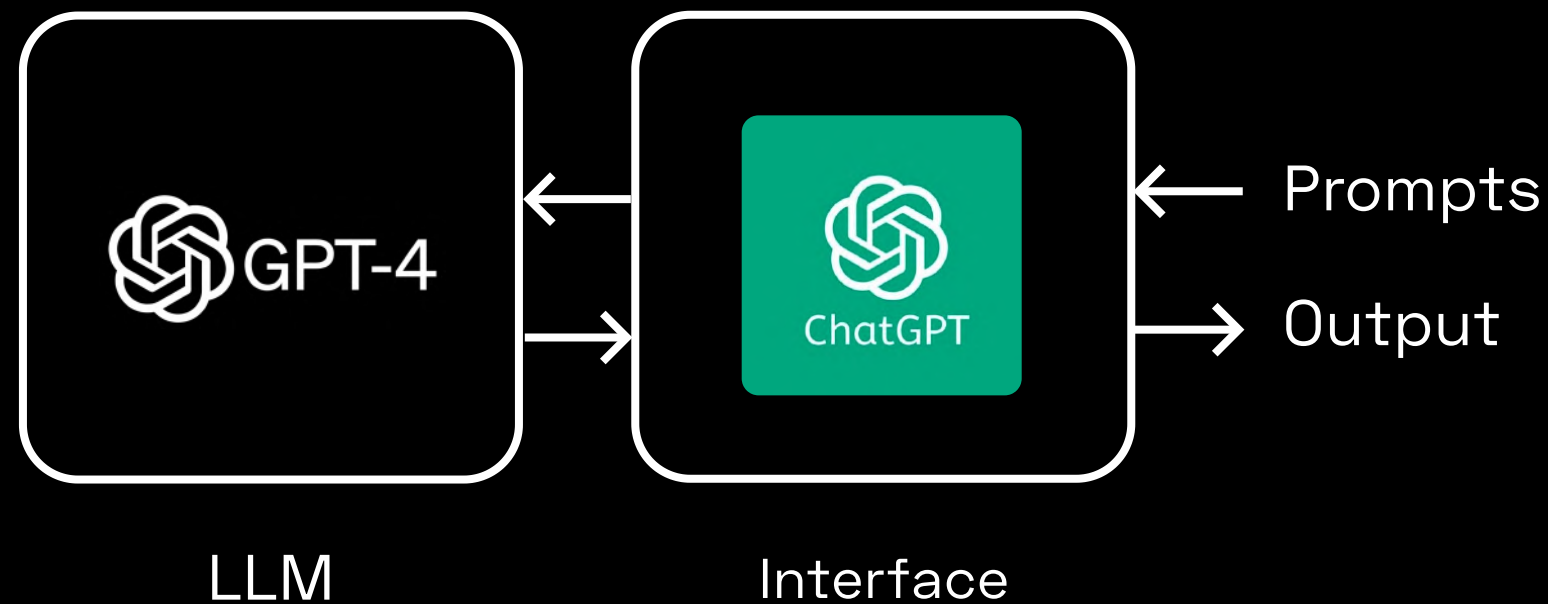 GPT-4
ChatGPT
Prompts
Output
LLM
Interface